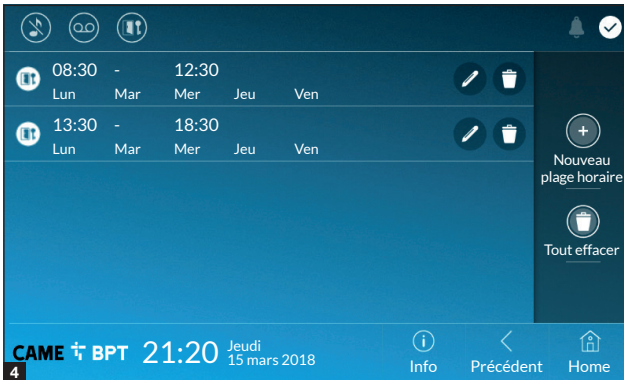 08:30 - 12:30
Lun Mar Mer Jeu Ven
13:30 - 18:30
Lun Mar Mer Jeu Ven
+
Nouveau
plage horaire
Tout effacer
CAME BPT 21:20 Jeudi
15 mars 2018
i
Info Précédent Home
4